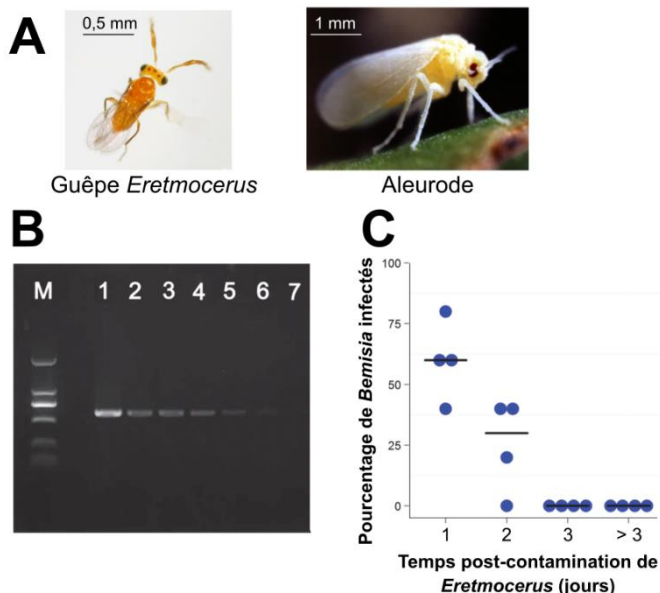 A
0,5 mm
Guêpe Eretmocerus
1 mm
Aleurode
B
M 1 2 3 4 5 6 7
C
Pourcentage de Bemisia infectés
100
75
50
25
0
1 2 3 > 3
Temps post-contamination de
Eretmocerus (jours)